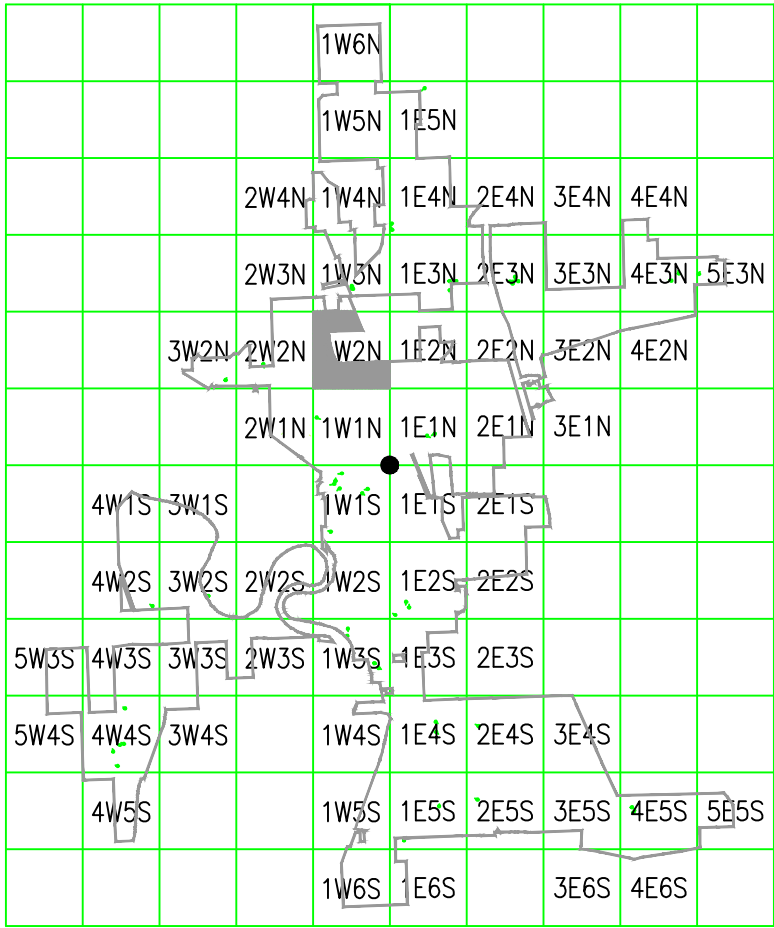 1W6N
1W5N 1E5N
2W4N 1W4N 1E4N 2E4N 3E4N 4E4N
2W3N 1W3N 1E3N 2E3N 3E3N 4E3N 5E3N
3W2N 2W2N W2N 1E2N 2E2N 3E2N 4E2N
2W1N 1W1N 1E1N 2E1N 3E1N
4W1S 3W1S 1W1S 1E1S 2E1S
4W2S 3W2S 2W2S 1W2S 1E2S 2E2S
5W3S 4W3S 3W3S 2W3S 1W3S 1E3S 2E3S
5W4S 4W4S 3W4S 1W4S 1E4S 2E4S 3E4S
4W5S 1W5S 1E5S 2E5S 3E5S 4E5S 5E5S
1W6S 1E6S 3E6S 4E6S